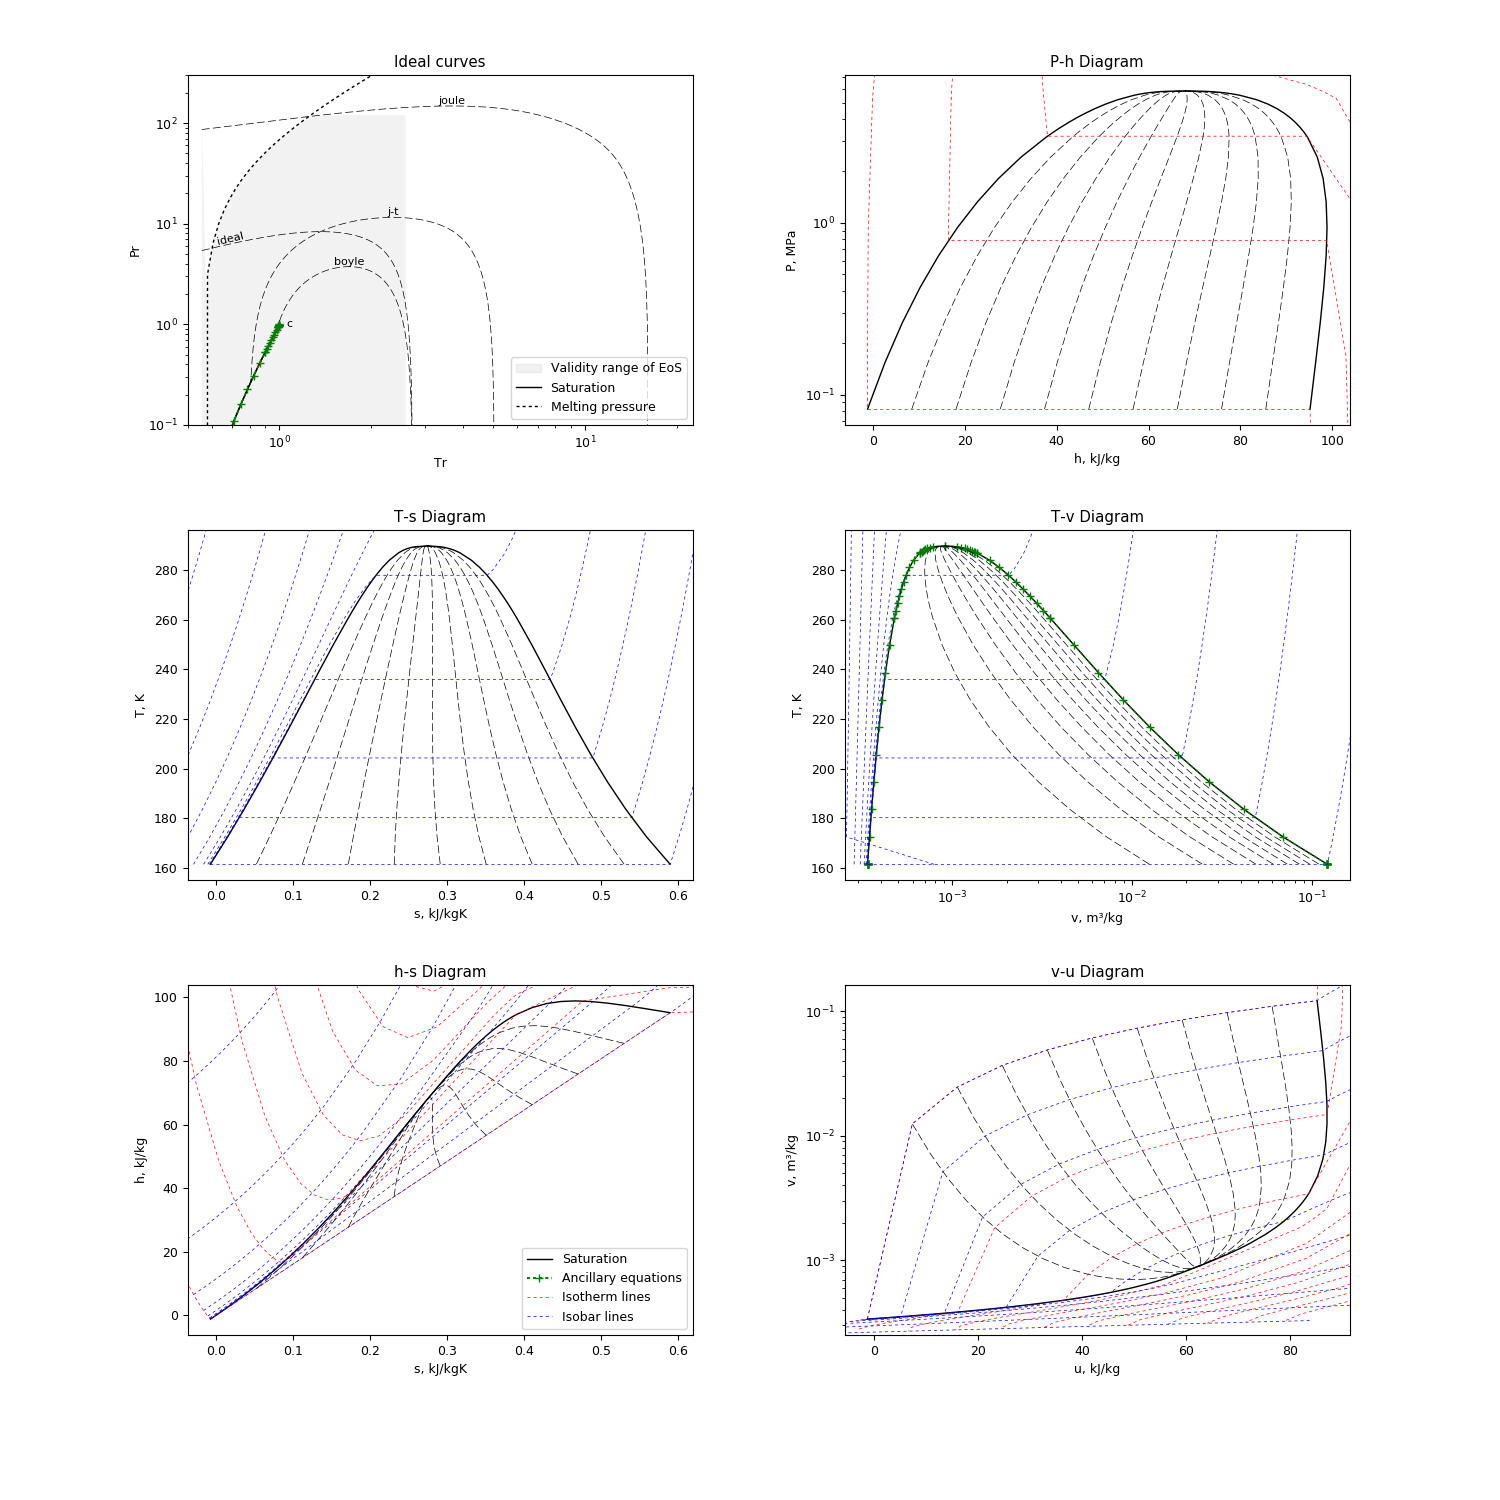 Ideal curves
10²
10¹
10⁰
10⁻¹
Pr
joule
j-t
ideal
boyle
c
Validity range of EoS
Saturation
Melting pressure
10⁰
10¹
Tr
P-h Diagram
10⁰
10⁻¹
P, MPa
0
20
40
60
80
100
h, kJ/kg
T-s Diagram
280
260
240
220
200
180
160
T, K
0.0
0.1
0.2
0.3
0.4
0.5
0.6
s, kJ/kgK
T-v Diagram
280
260
240
220
200
180
160
T, K
10⁻³
10⁻²
10⁻¹
v, m³/kg
h-s Diagram
100
80
60
40
20
0
h, kJ/kg
Saturation
Ancillary equations
Isotherm lines
Isobar lines
0.0
0.1
0.2
0.3
0.4
0.5
0.6
s, kJ/kgK
v-u Diagram
10⁻¹
10⁻²
10⁻³
v, m³/kg
0
20
40
60
80
u, kJ/kg